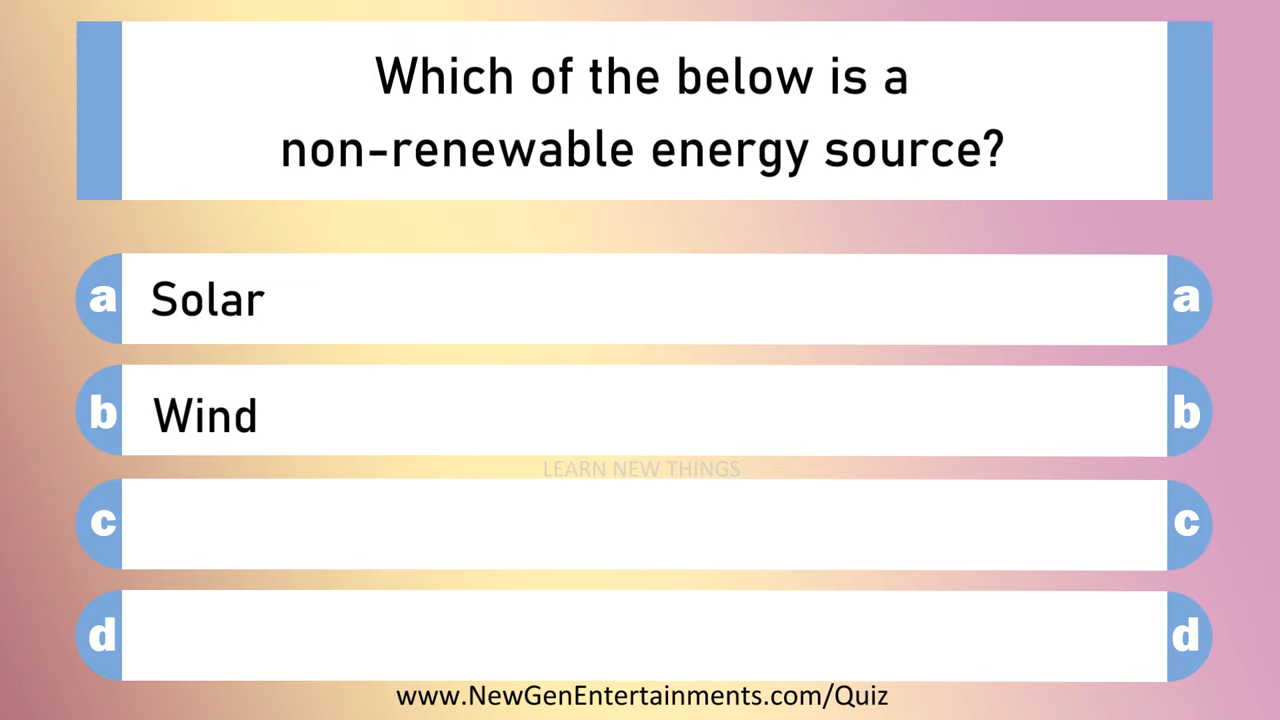 Which of the below is a
non-renewable energy source?
a Solar a
b Wind b
LEARN NEW THINGS
c c
d d
www.NewGenEntertainments.com/Quiz